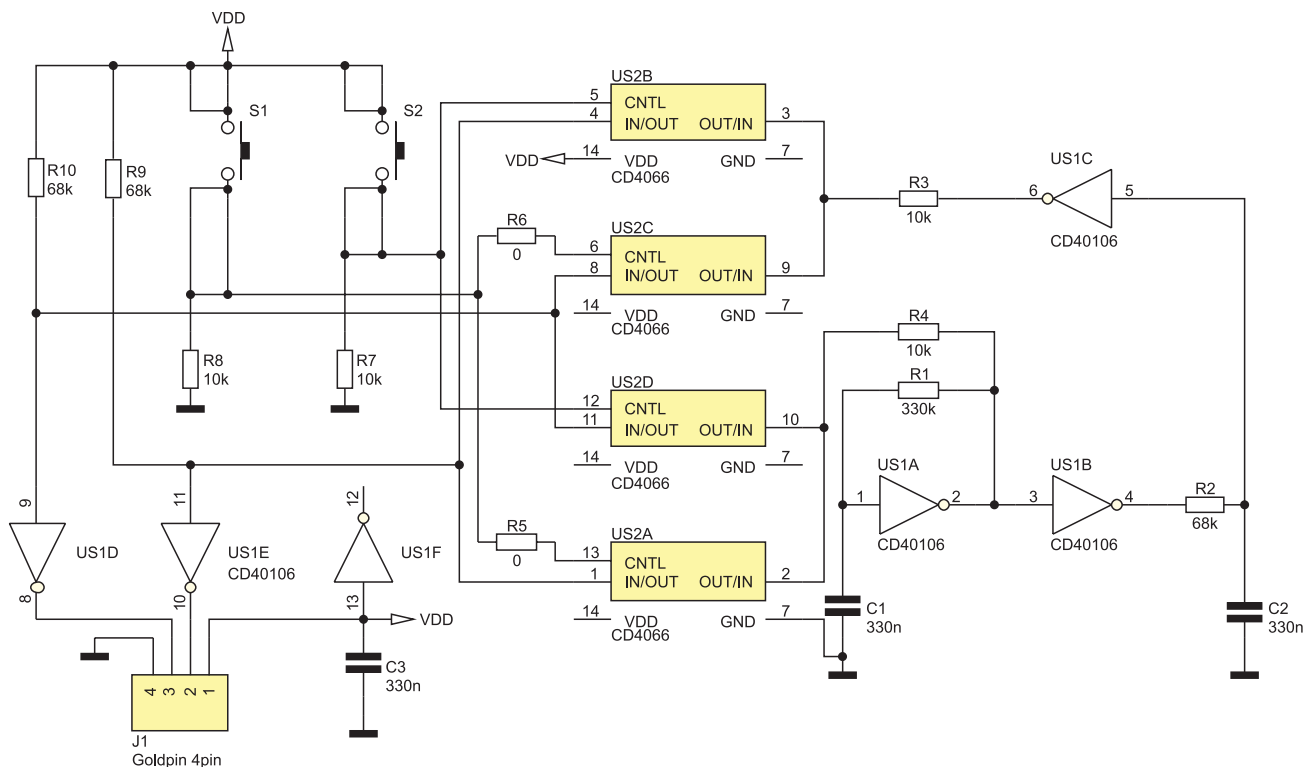 VDD
S1
S2
R10
68k
R9
68k
R8
10k
R7
10k
R6
0
R5
0
US2B
5 CNTL
4 IN/OUT OUT/IN 3
VDD 14 VDD GND 7
CD4066
US2C
6 CNTL
8 IN/OUT OUT/IN 9
14 VDD GND 7
CD4066
US2D
12 CNTL
11 IN/OUT OUT/IN 10
14 VDD GND 7
CD4066
US2A
13 CNTL
1 IN/OUT OUT/IN 2
14 VDD GND 7
CD4066
R3
10k
US1C
6 5
CD40106
R4
10k
R1
330k
US1A
1 2
CD40106
US1B
3 4
CD40106
R2
68k
C1
330n
C2
330n
9
US1D
8
11
US1E
CD40106
10
12
US1F
13
VDD
C3
330n
4 3 2 1
J1
Goldpin 4pin